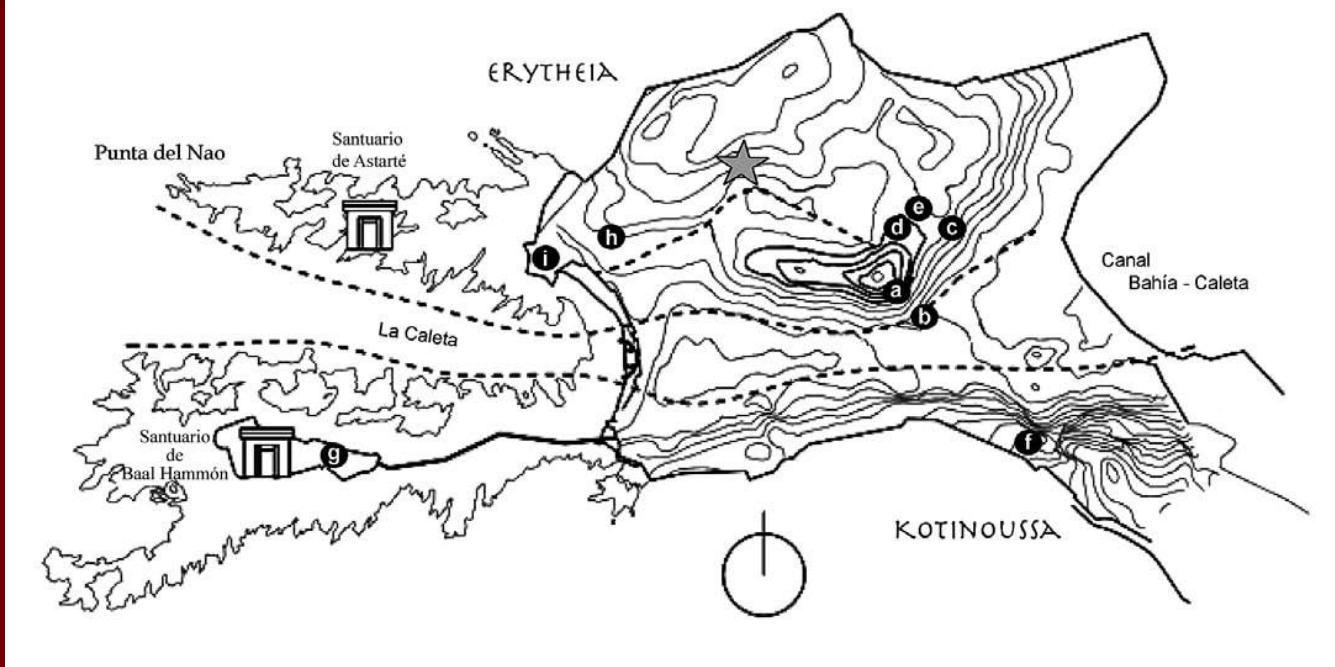 ERYTHEIA
Punta del Nao
Santuario
de Astarté
e
d
c
h
i
a
b
Canal
Bahía - Caleta
La Caleta
Santuario
de
Baal Hammón
g
f
KOTINOUSSA